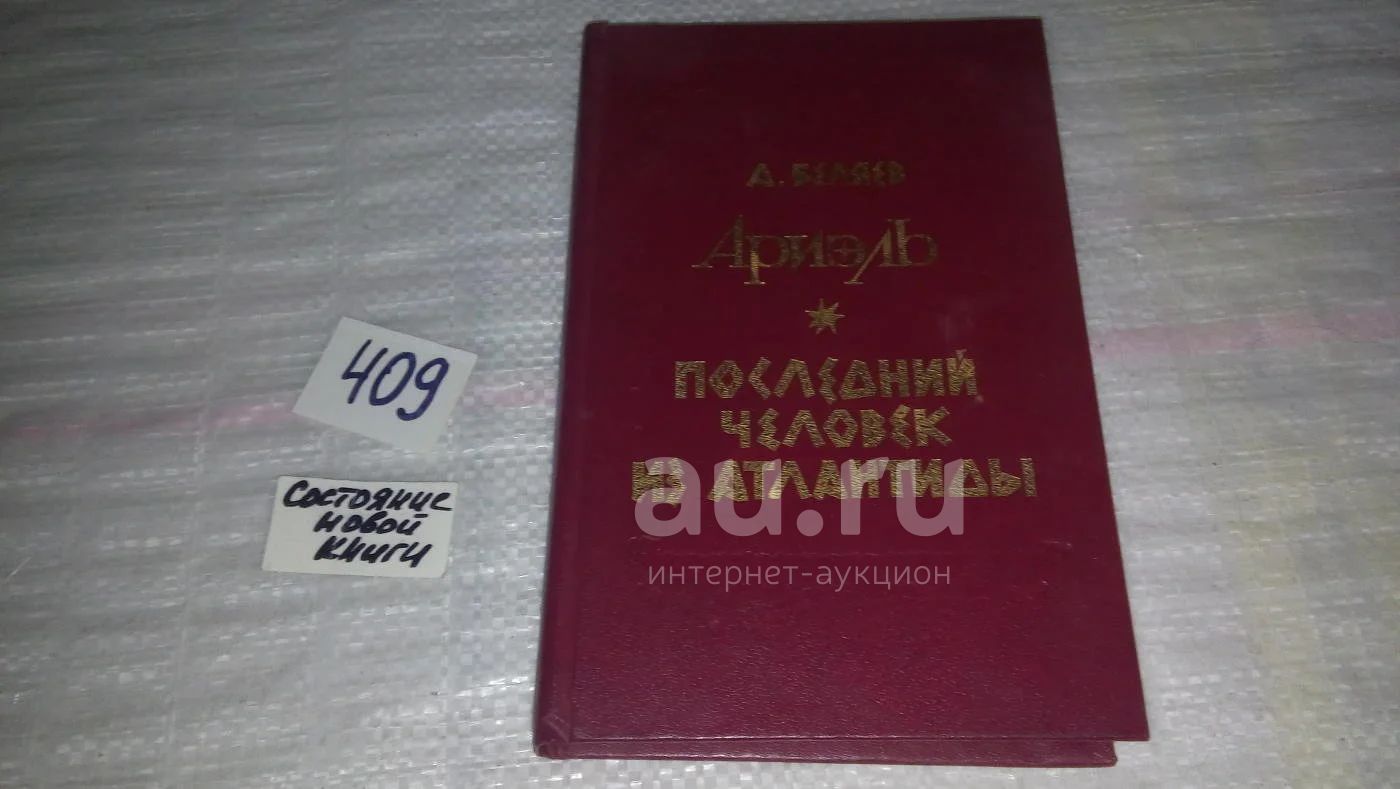 А. БЕЛЯЕВ
Ариэль
ПОСЛЕДНИЙ
ЧЕЛОВЕК
ИЗ АТЛАНТИДЫ
au.ru
интернет-аукцион
409
Состояние
новой
книги